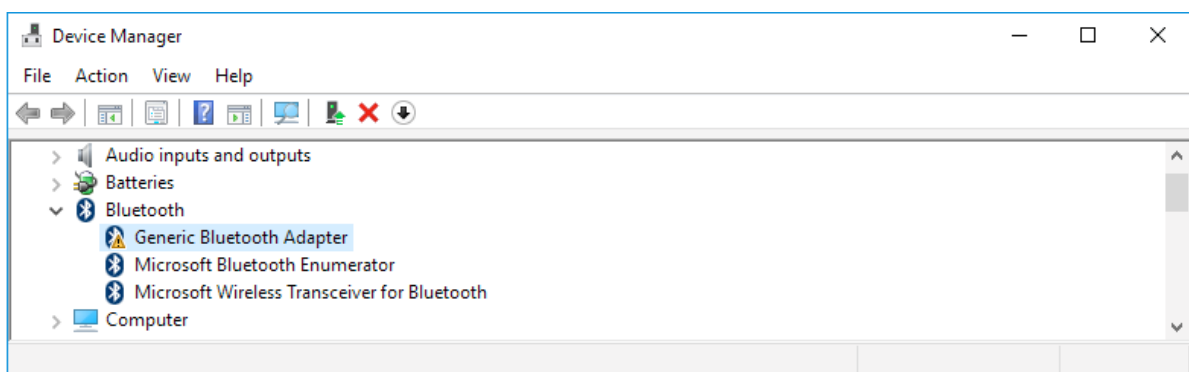 Device Manager
File Action View Help
Audio inputs and outputs
Batteries
Bluetooth
Generic Bluetooth Adapter
Microsoft Bluetooth Enumerator
Microsoft Wireless Transceiver for Bluetooth
Computer